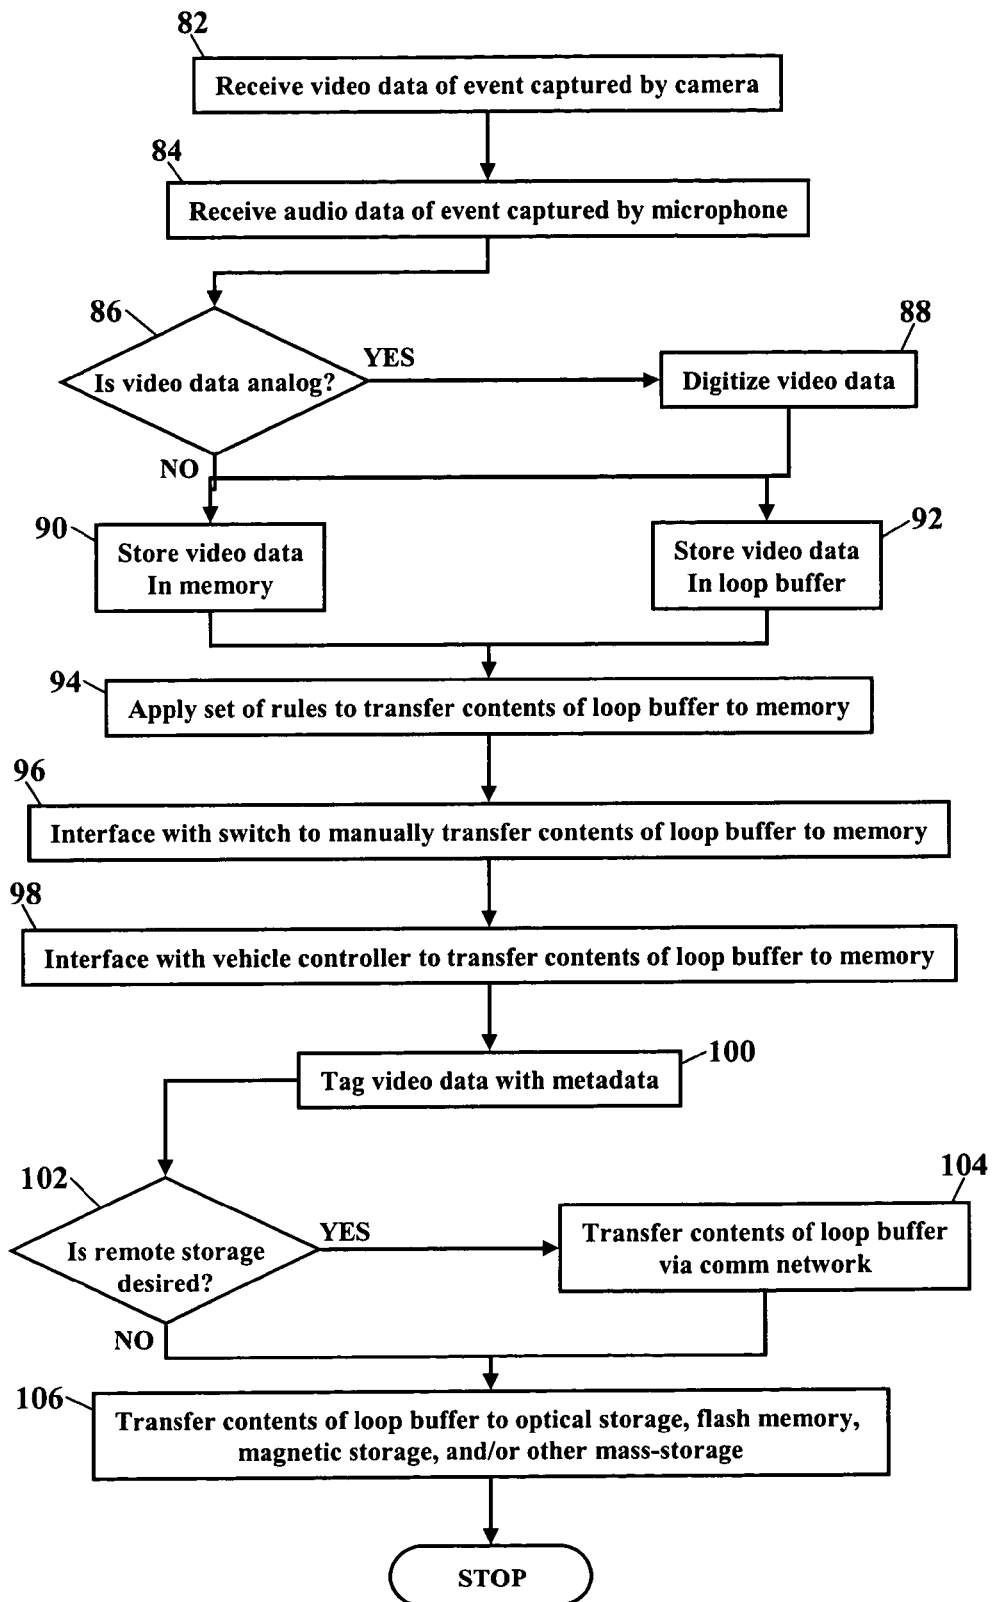 82
Receive video data of event captured by camera
84
Receive audio data of event captured by microphone
86
Is video data analog?
YES
88
Digitize video data
NO
90
Store video data
In memory
92
Store video data
In loop buffer
94
Apply set of rules to transfer contents of loop buffer to memory
96
Interface with switch to manually transfer contents of loop buffer to memory
98
Interface with vehicle controller to transfer contents of loop buffer to memory
100
Tag video data with metadata
102
Is remote storage
desired?
YES
104
Transfer contents of loop buffer
via comm network
NO
106
Transfer contents of loop buffer to optical storage, flash memory,
magnetic storage, and/or other mass-storage
STOP